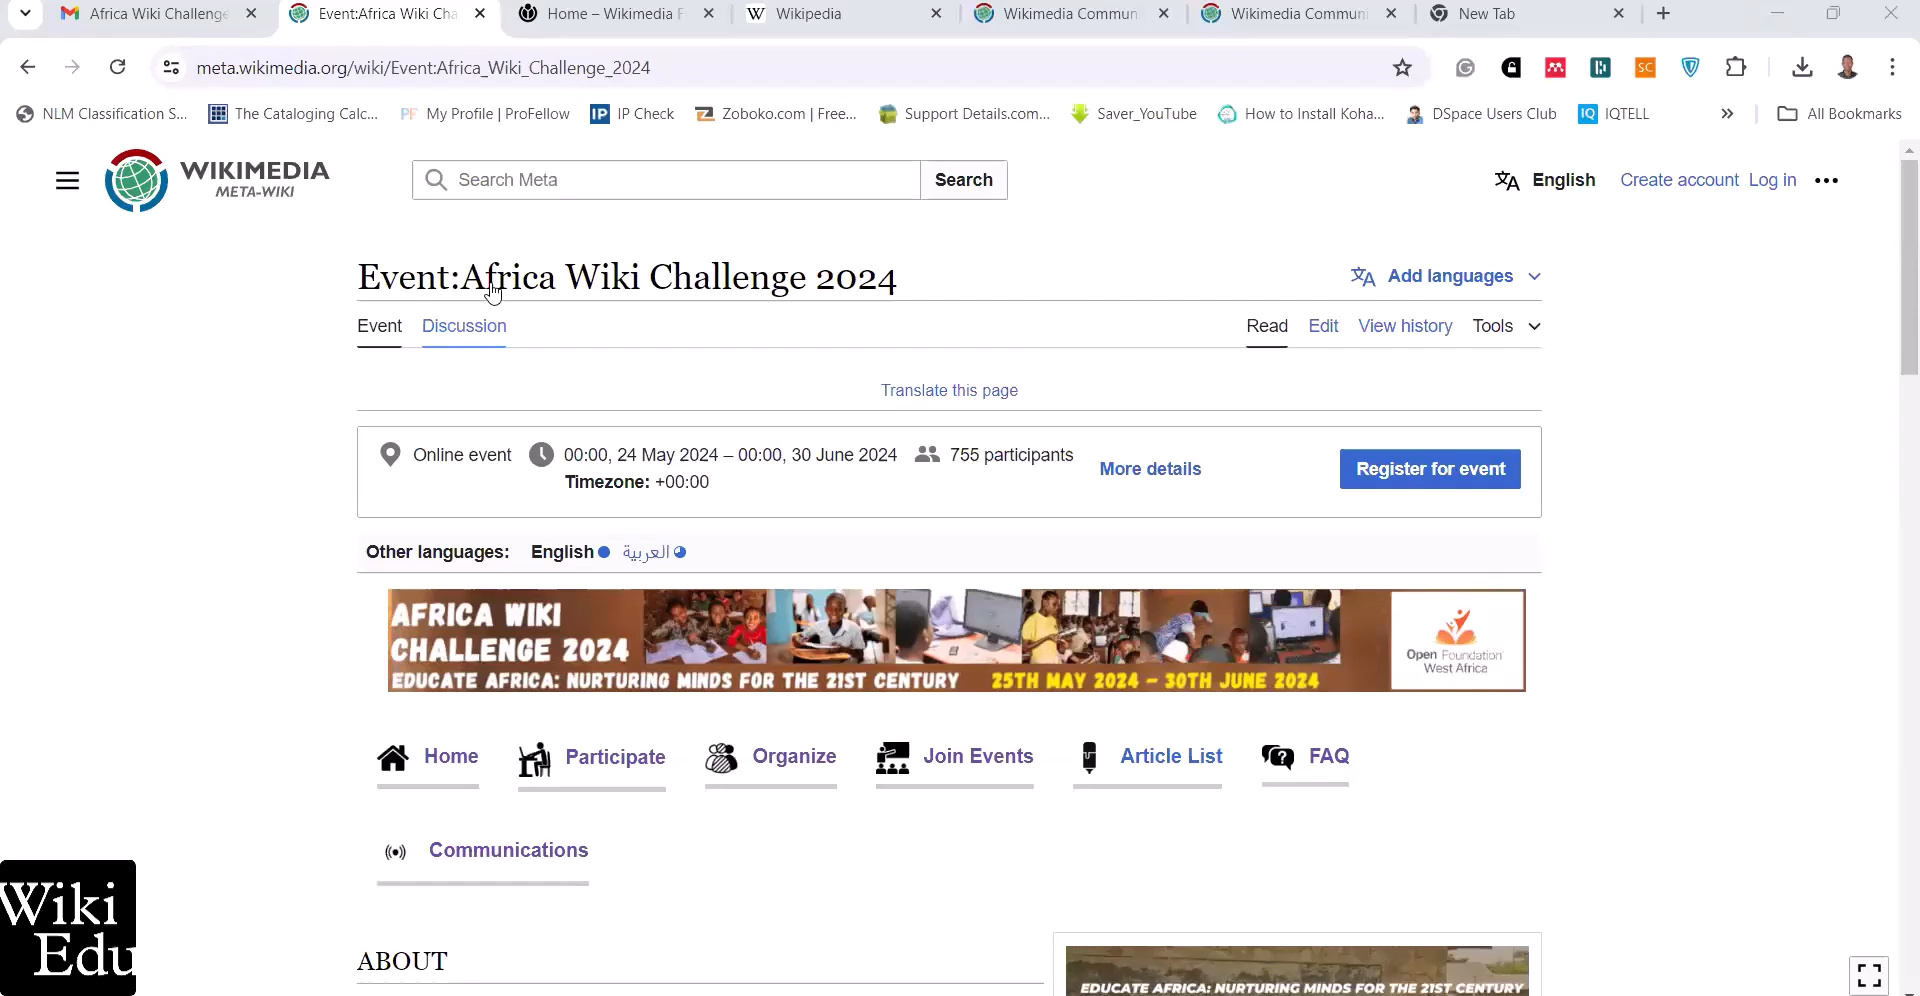 Africa Wiki Challenge
Event:Africa Wiki Cha
Home – Wikimedia F
Wikipedia
Wikimedia Commun
Wikimedia Commun
New Tab
meta.wikimedia.org/wiki/Event:Africa_Wiki_Challenge_2024
NLM Classification S...
The Cataloging Calc...
PF My Profile | ProFellow
IP IP Check
Zoboko.com | Free...
Support Details.com...
Saver_YouTube
How to Install Koha...
DSpace Users Club
IQ IQTELL
» All Bookmarks
WIKIMEDIA
META-WIKI
Search Meta
Search
English
Create account Log in
Event:Africa Wiki Challenge 2024
Add languages
Event Discussion
Read Edit View history Tools
Translate this page
Online event
00:00, 24 May 2024 – 00:00, 30 June 2024
755 participants
Timezone: +00:00
More details
Register for event
Other languages: English العربية
AFRICA WIKI
CHALLENGE 2024
EDUCATE AFRICA: NURTURING MINDS FOR THE 21ST CENTURY 25TH MAY 2024 – 30TH JUNE 2024
Open Foundation
West Africa
Home
Participate
Organize
Join Events
Article List
FAQ
Communications
Wiki
Edu
ABOUT
EDUCATE AFRICA: NURTURING MINDS FOR THE 21ST CENTURY